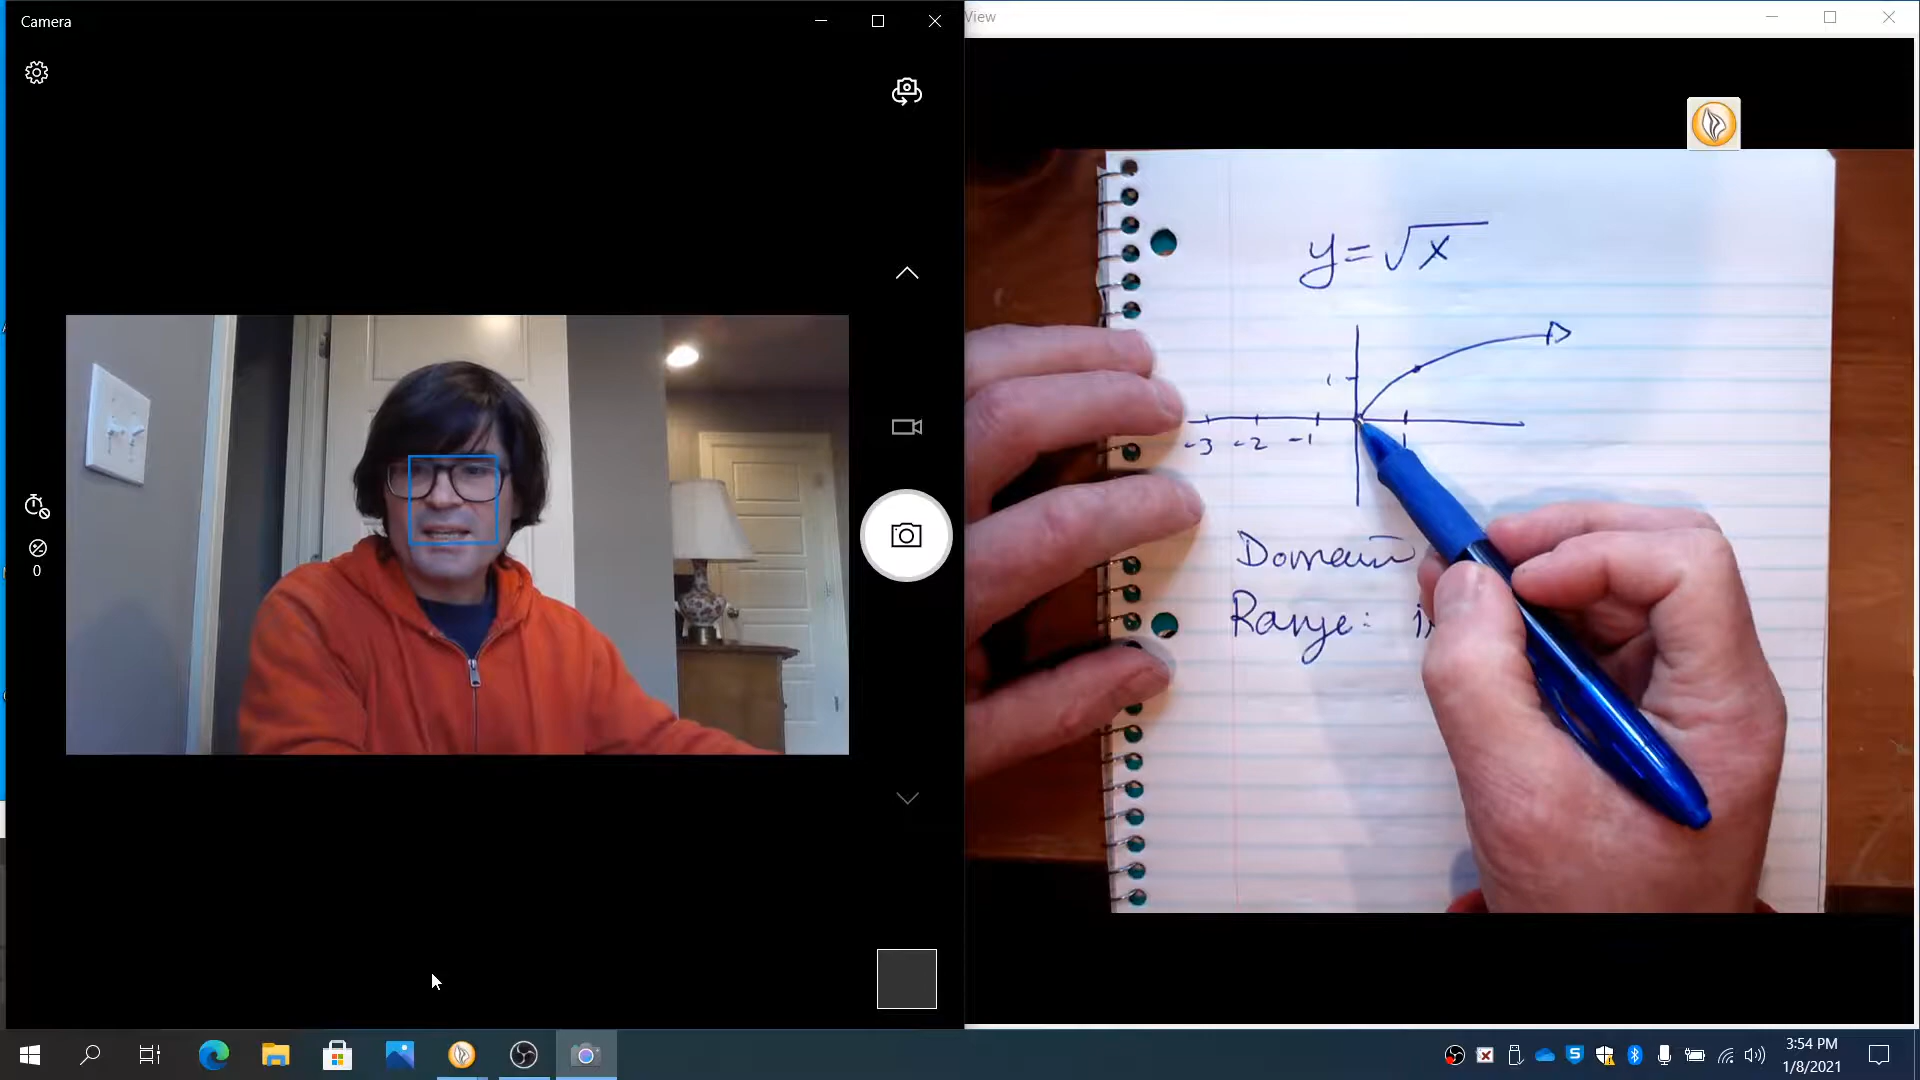 Camera
View
0
y = √x
1
-3 -2 -1 1
Domain
Range:
3:54 PM
1/8/2021